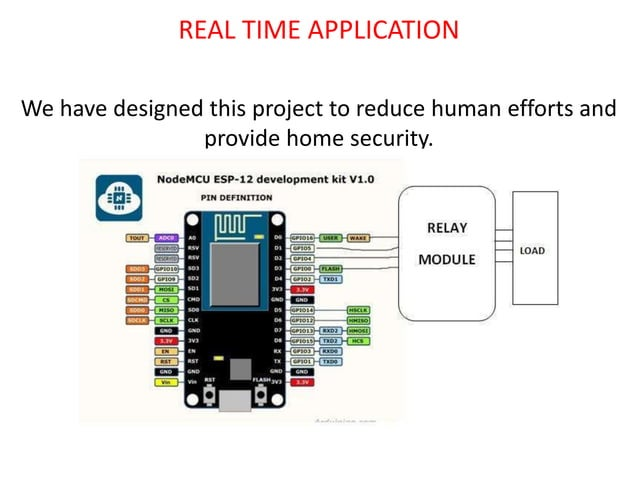 REAL TIME APPLICATION
We have designed this project to reduce human efforts and
provide home security.
NodeMCU ESP-12 development kit V1.0
PIN DEFINITION
TOUT ADC0 A0 D0 GPIO16 USER WAKE
RESERVED RSV D1 GPIO5
RESERVED RSV D2 GPIO4
SDD3 GPIO10 SD3 D3 GPIO0 FLASH
SDD2 GPIO9 SD2 D4 GPIO2 TXD1
SDD1 MOSI SD1 3V3 3.3V
SDCMD CS CMD GND GND
SDD0 MISO SD0 D5 GPIO14 HSCLK
SDCLK SCLK CLK D6 GPIO12 HMISO
GND GND D7 GPIO13 RXD2 HMOSI
3.3V 3V3 D8 GPIO15 TXD2 HCS
EN EN RX GPIO3 RXD0
RST RST TX GPIO1 TXD0
GND GND GND GND
Vin Vin RST FLASH 3V3 3.3V
RELAY
MODULE
LOAD